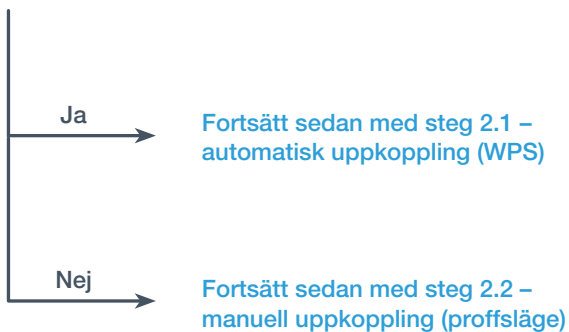 Ja
Fortsätt sedan med steg 2.1 –
automatisk uppkoppling (WPS)
Nej
Fortsätt sedan med steg 2.2 –
manuell uppkoppling (proffsläge)